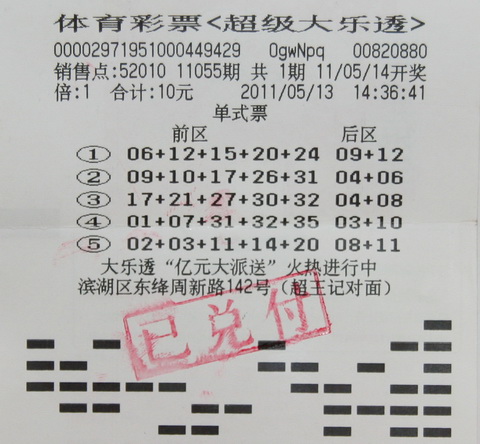 体育彩票<超级大乐透>
00002971951000449429 0gwNpq 00820880
销售点:52010 11055期 共 1期 11/05/14开奖
倍:1 合计:10元 2011/05/13 14:36:41
单式票
前区 后区
① 06+12+15+20+24 09+12
② 09+10+17+26+31 04+06
③ 17+21+27+30+32 04+08
④ 01+07+31+32+35 03+10
⑤ 02+03+11+14+20 08+11
大乐透“亿元大派送”火热进行中
滨湖区东绛周新路142号(超王记对面)
已兑付